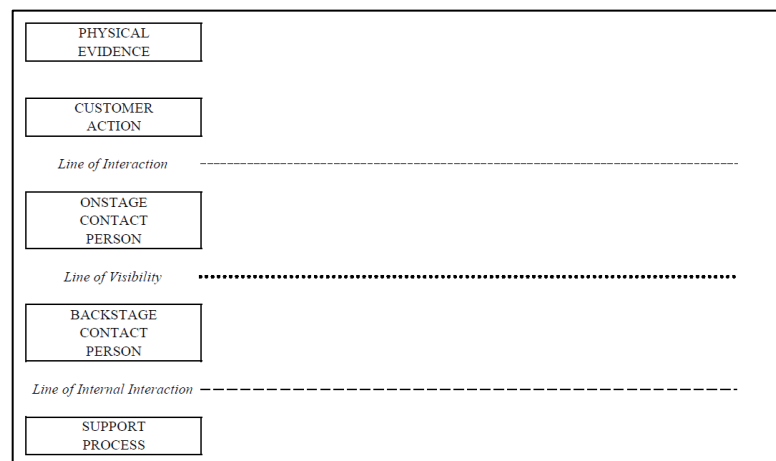 PHYSICAL
EVIDENCE
CUSTOMER
ACTION
Line of Interaction
ONSTAGE
CONTACT
PERSON
Line of Visibility
BACKSTAGE
CONTACT
PERSON
Line of Internal Interaction
SUPPORT
PROCESS